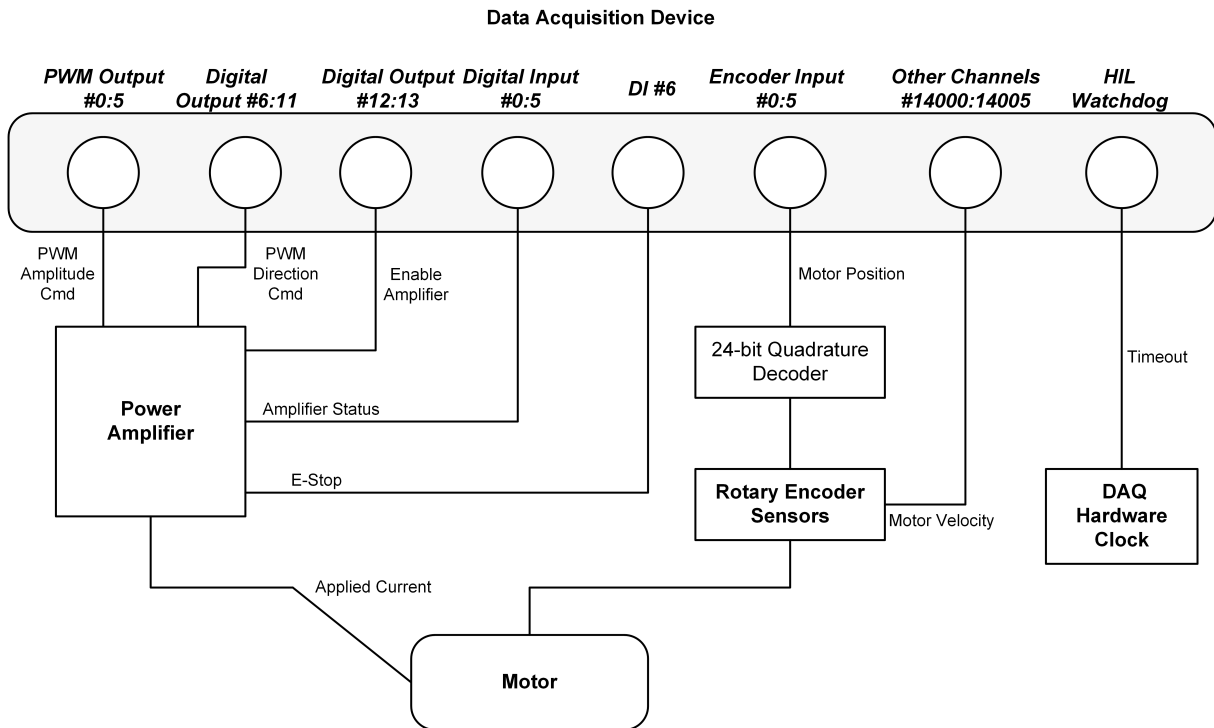 Data Acquisition Device
PWM Output
#0:5
Digital
Output #6:11
Digital Output
#12:13
Digital Input
#0:5
DI #6
Encoder Input
#0:5
Other Channels
#14000:14005
HIL
Watchdog
PWM
Amplitude
Cmd
PWM
Direction
Cmd
Enable
Amplifier
Motor Position
24-bit Quadrature
Decoder
Timeout
Power
Amplifier
Amplifier Status
E-Stop
Rotary Encoder
Sensors
Motor Velocity
DAQ
Hardware
Clock
Applied Current
Motor